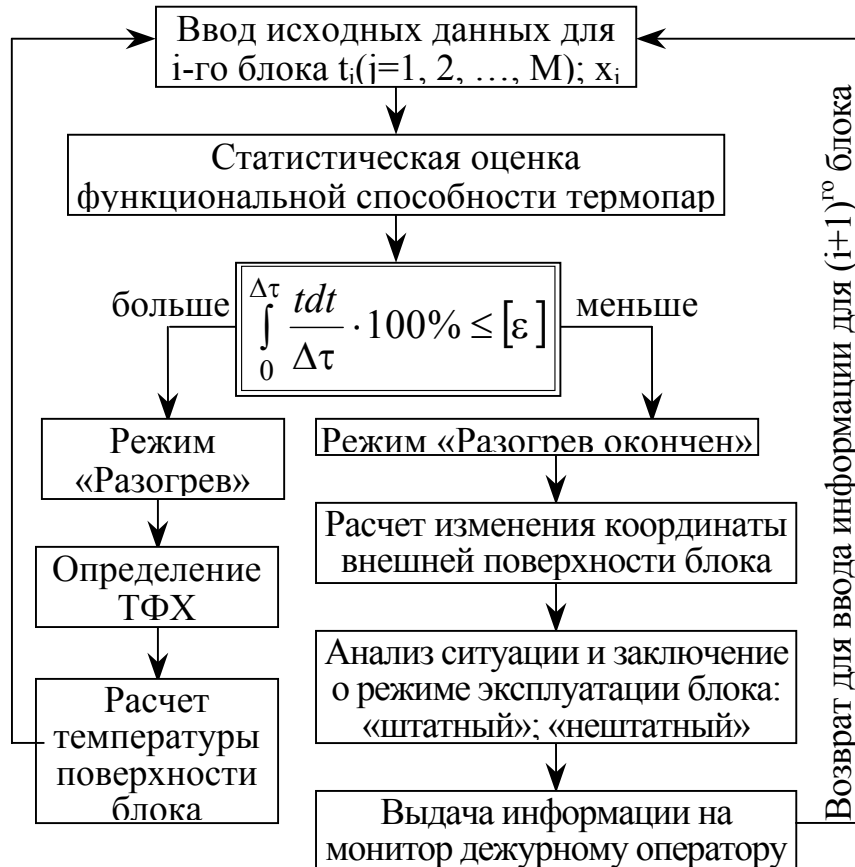 Ввод исходных данных для
i-го блока tj(j=1, 2, …, M); xj
Статистическая оценка
функциональной способности термопар
больше
∫₀^Δτ tdt/Δτ · 100% ≤ [ε]
меньше
Режим
«Разогрев»
Режим «Разогрев окончен»
Определение
ТФХ
Расчет изменения координаты
внешней поверхности блока
Расчет
температуры
поверхности
блока
Анализ ситуации и заключение
о режиме эксплуатации блока:
«штатный»; «нештатный»
Выдача информации на
монитор дежурному оператору
Возврат для ввода информации для (i+1)го блока